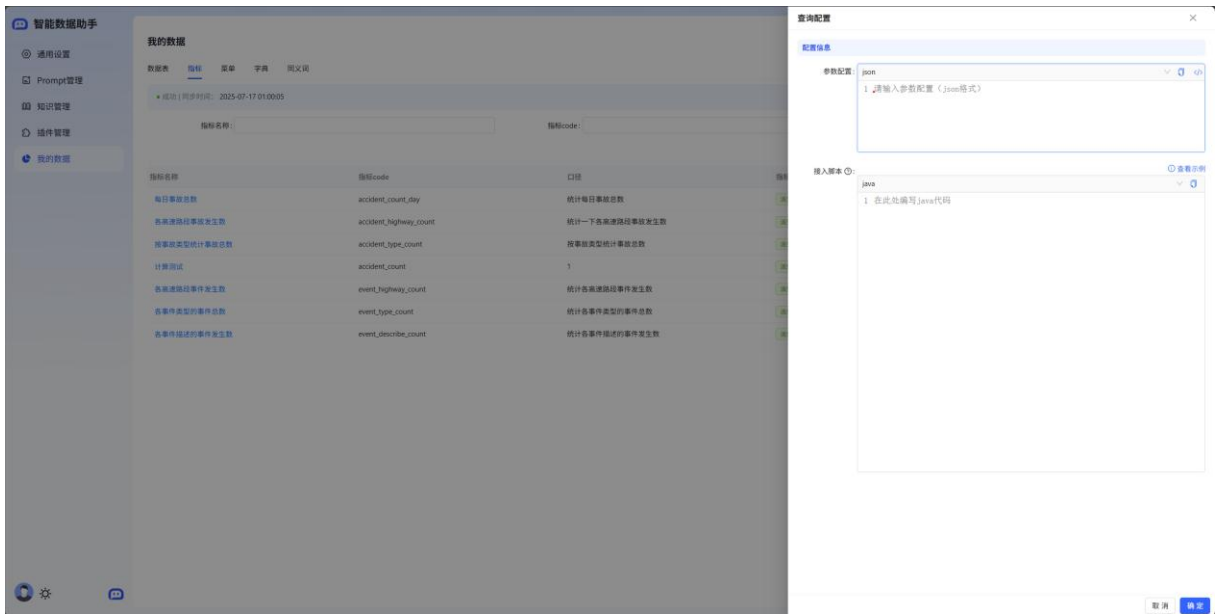 智能数据助手
通用设置
Prompt管理
知识管理
插件管理
我的数据
我的数据
数据表 指标 菜单 字典 同义词
成功 | 同步时间: 2025-07-17 01:00:05
指标名称:
指标code:
指标名称 指标code 口径
每日事故总数 accident_count_day 统计每日事故总数
各高速路段事故发生数 accident_highway_count 统计一下各高速路段事故发生数
按事故类型统计事故总数 accident_type_count 按事故类型统计事故总数
计算测试 accident_count 1
各高速路段事件发生数 event_highway_count 统计各高速路段事件发生数
各事件类型的事件总数 event_type_count 统计各事件类型的事件总数
各事件描述的事件发生数 event_describe_count 统计各事件描述的事件发生数
查询配置
配置信息
参数配置: json
1 请输入参数配置（json格式）
接入脚本: 查看示例
java
1 在此处编写java代码
取消 确定